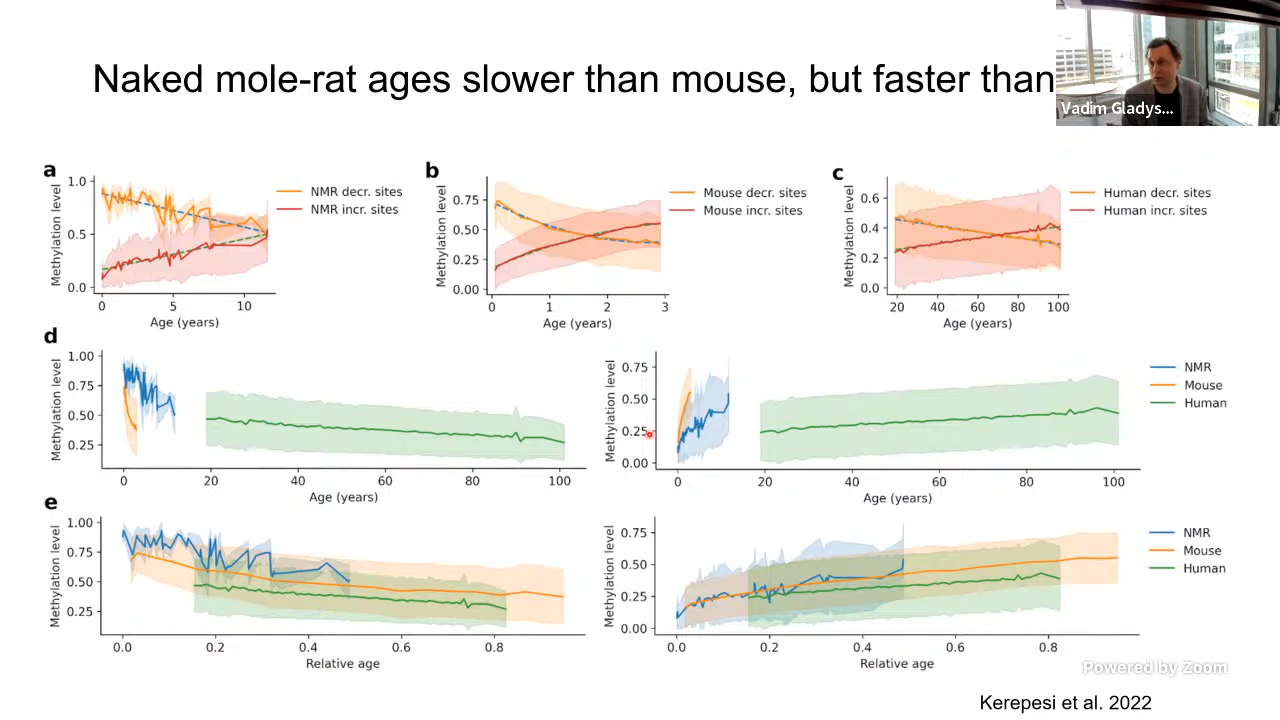 Naked mole-rat ages slower than mouse, but faster than
Vadim Gladys...
a
Methylation level
1.0
0.5
0.0
0
5
10
Age (years)
NMR decr. sites
NMR incr. sites
b
Methylation level
0.75
0.50
0.25
0.00
0
1
2
3
Age (years)
Mouse decr. sites
Mouse incr. sites
c
Methylation level
0.6
0.4
0.2
0.0
20
40
60
80
100
Age (years)
Human decr. sites
Human incr. sites
d
Methylation level
1.00
0.75
0.50
0.25
0
20
40
60
80
100
Age (years)
Methylation level
0.75
0.50
0.25
0.00
0
20
40
60
80
100
Age (years)
NMR
Mouse
Human
e
Methylation level
1.00
0.75
0.50
0.25
0.0
0.2
0.4
0.6
0.8
Relative age
Methylation level
0.75
0.50
0.25
0.00
0.0
0.2
0.4
0.6
0.8
Relative age
NMR
Mouse
Human
Powered by Zoom
Kerepesi et al. 2022